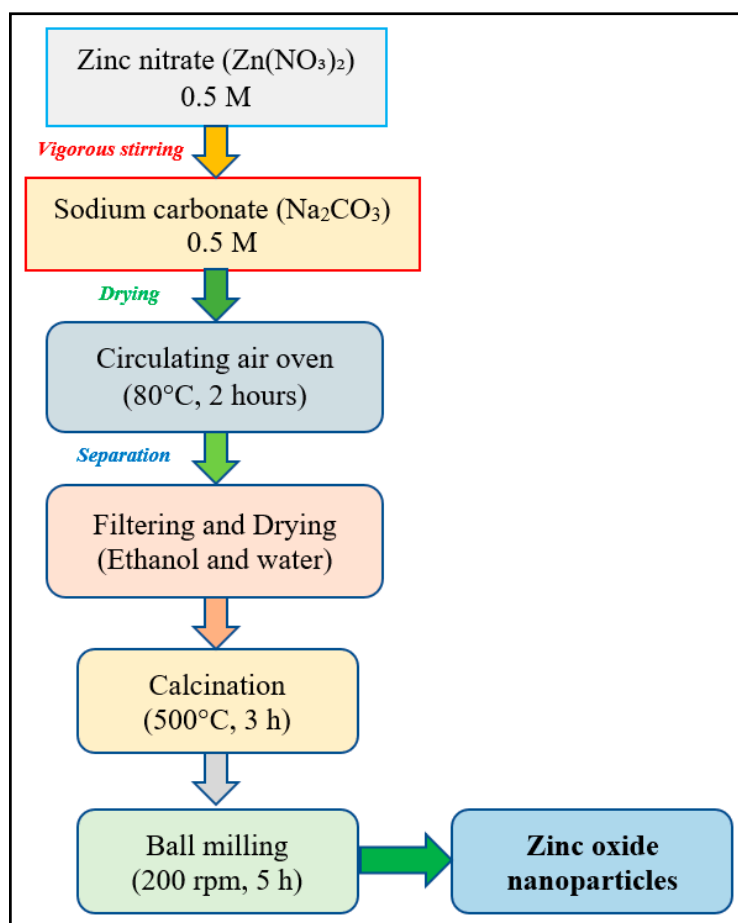 Zinc nitrate (Zn(NO₃)₂)
0.5 M
Vigorous stirring
Sodium carbonate (Na₂CO₃)
0.5 M
Drying
Circulating air oven
(80°C, 2 hours)
Separation
Filtering and Drying
(Ethanol and water)
Calcination
(500°C, 3 h)
Ball milling
(200 rpm, 5 h)
Zinc oxide
nanoparticles